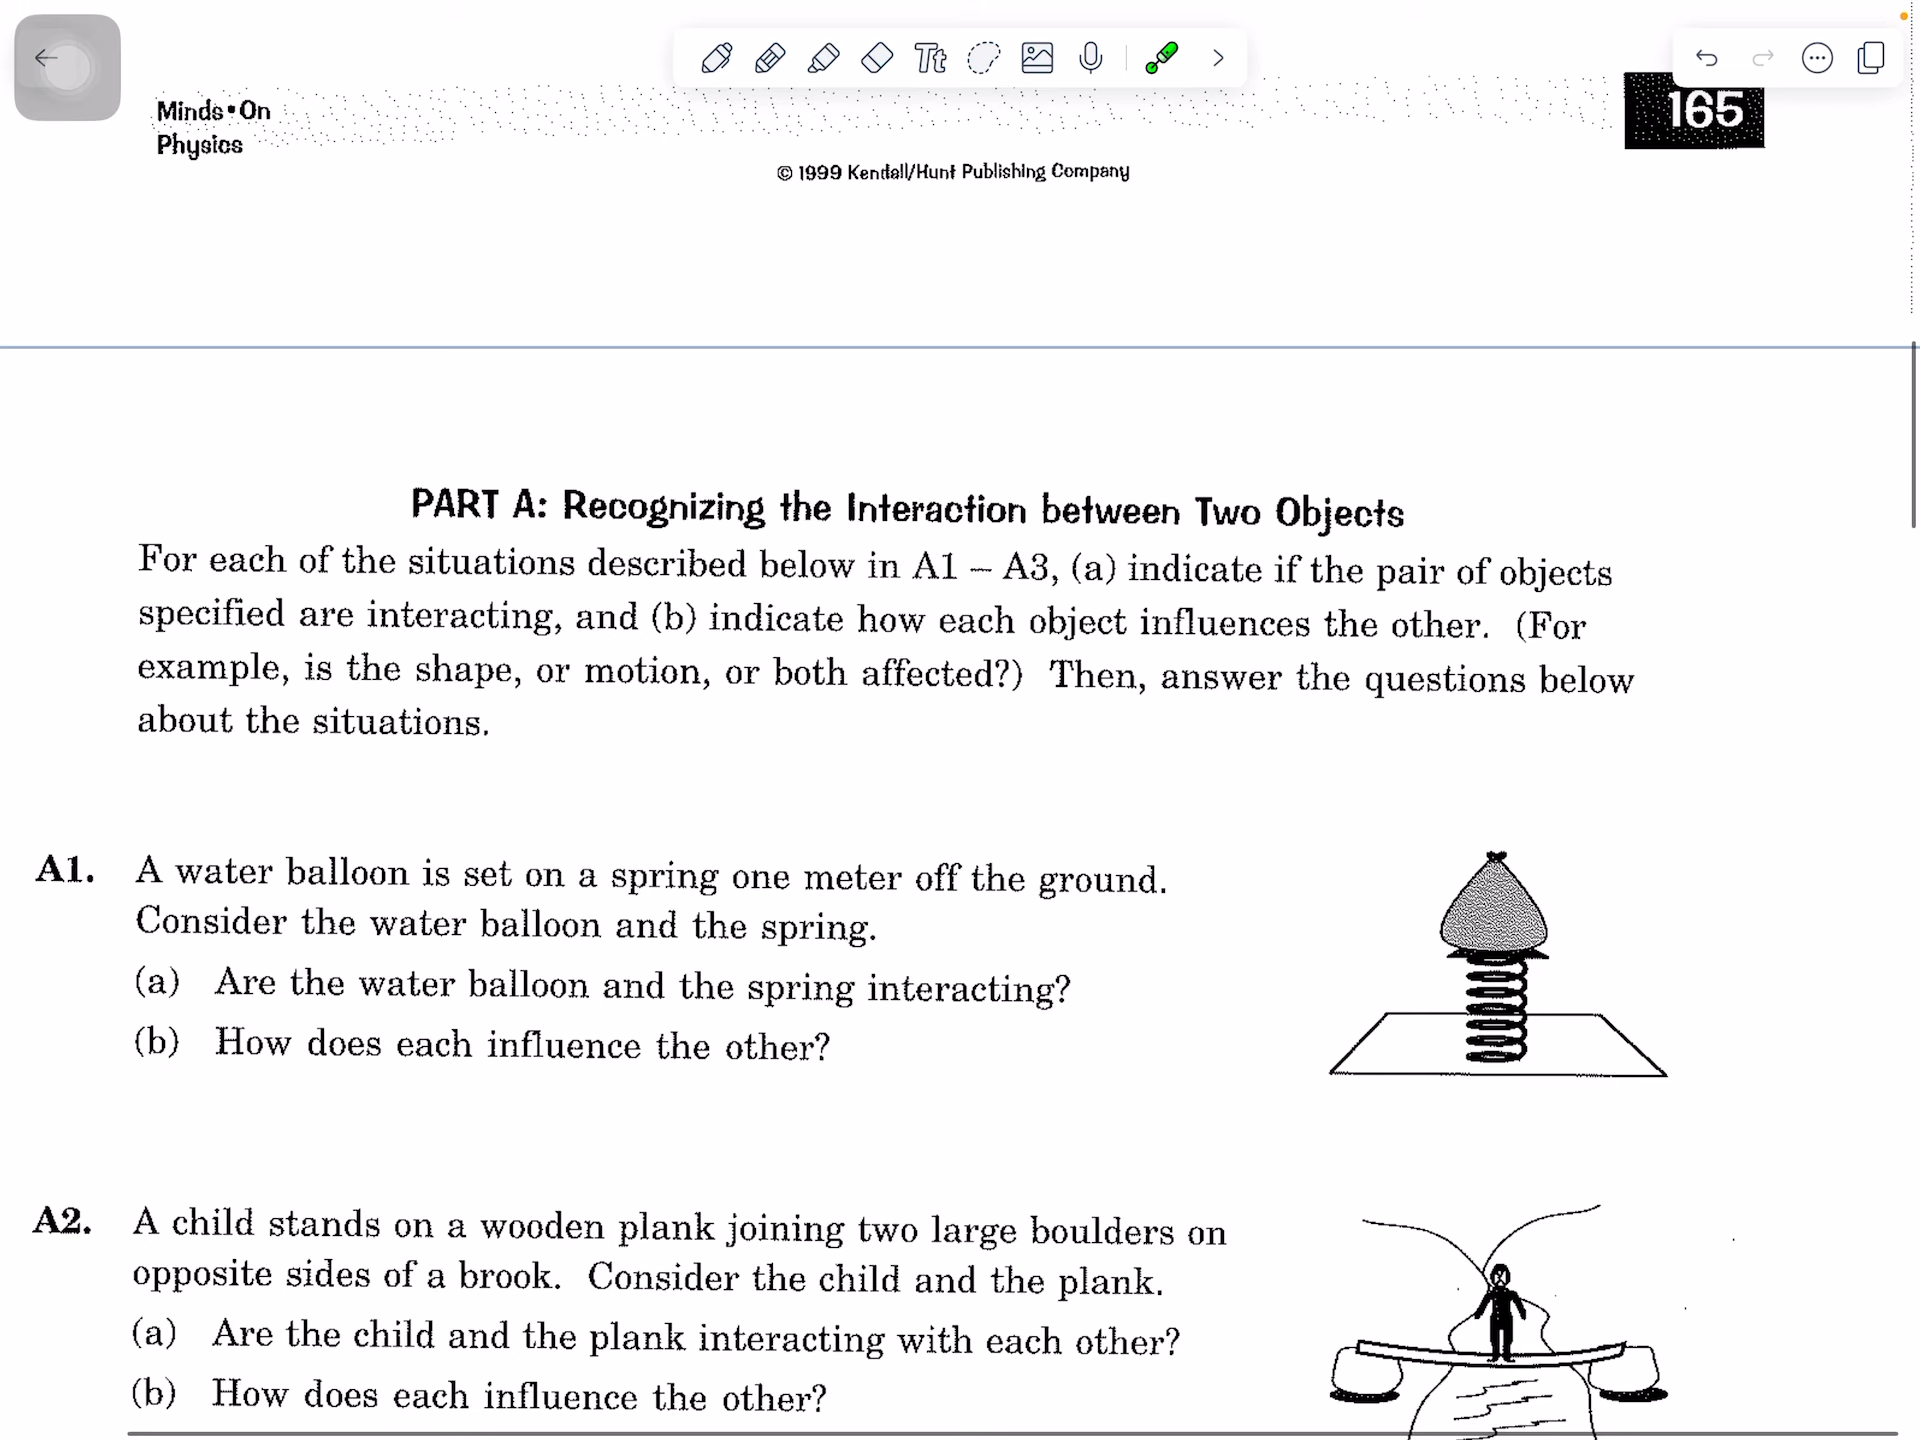 Minds•On
Physics
165
© 1999 Kendall/Hunt Publishing Company
PART A: Recognizing the Interaction between Two Objects
For each of the situations described below in A1 – A3, (a) indicate if the pair of objects
specified are interacting, and (b) indicate how each object influences the other. (For
example, is the shape, or motion, or both affected?) Then, answer the questions below
about the situations.
A1. A water balloon is set on a spring one meter off the ground.
Consider the water balloon and the spring.
(a) Are the water balloon and the spring interacting?
(b) How does each influence the other?
A2. A child stands on a wooden plank joining two large boulders on
opposite sides of a brook. Consider the child and the plank.
(a) Are the child and the plank interacting with each other?
(b) How does each influence the other?